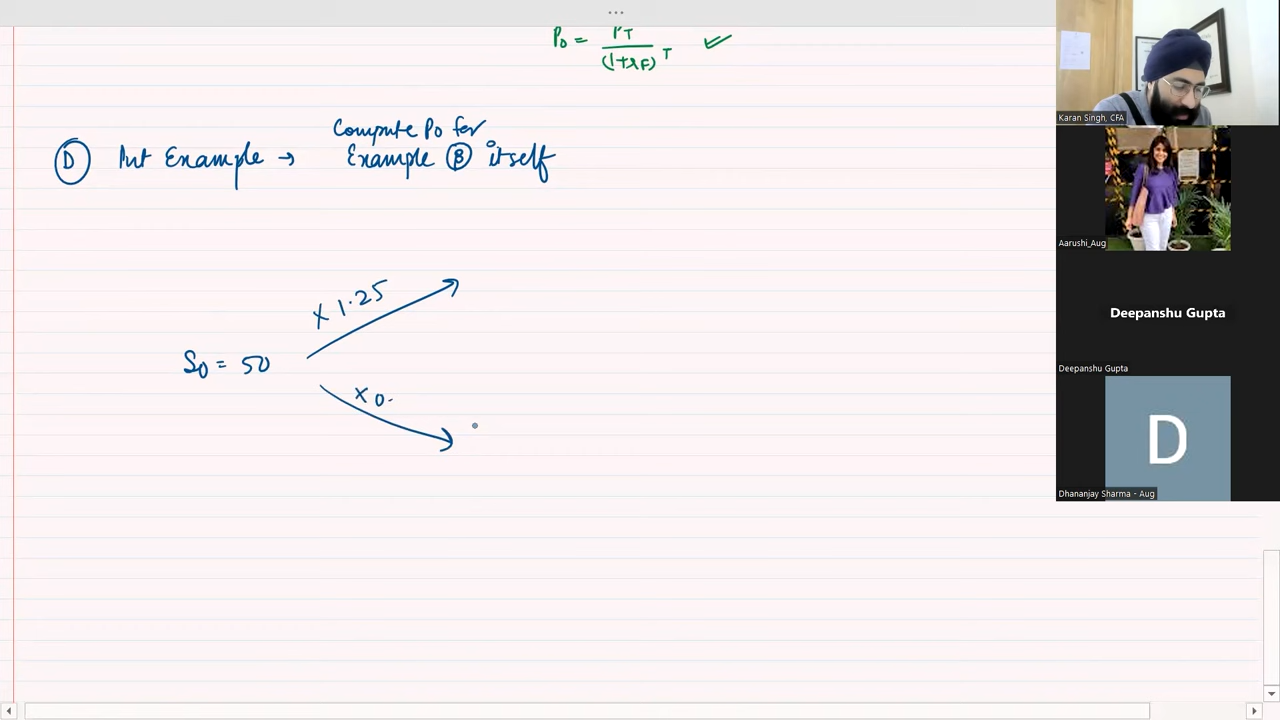 P0 = PT / (1+rF)^T ✓
Compute P0 for
D Put Example → Example B itself
× 1.25
S0 = 50
× 0.
Karan Singh, CFA
Aarushi_Aug
Deepanshu Gupta
Deepanshu Gupta
D
Dhananjay Sharma - Aug